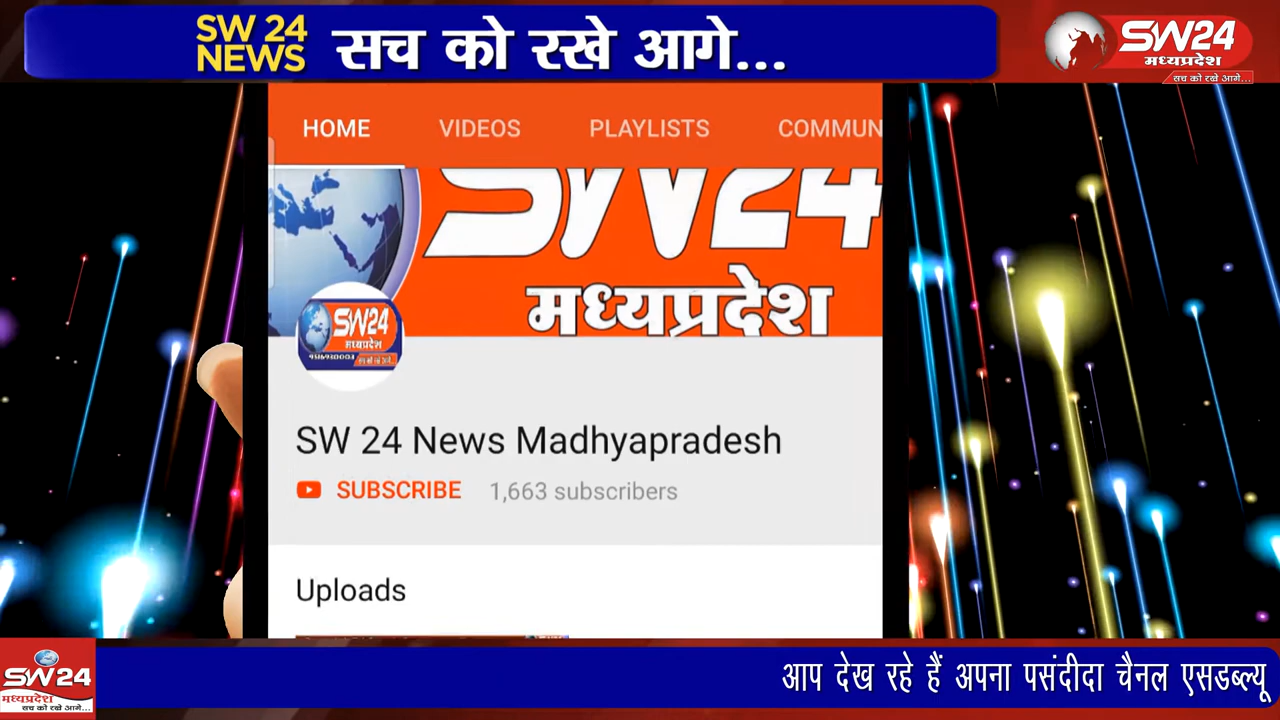 SW 24
NEWS
सच को रखे आगे...
SW24
मध्यप्रदेश
सच को रखे आगे...
HOME VIDEOS PLAYLISTS COMMUN
SW24
मध्यप्रदेश
SW24
मध्यप्रदेश
SW 24 News Madhyapradesh
SUBSCRIBE 1,663 subscribers
Uploads
SW24
मध्यप्रदेश
सच को रखे आगे...
आप देख रहे हैं अपना पसंदीदा चैनल एसडब्ल्यू